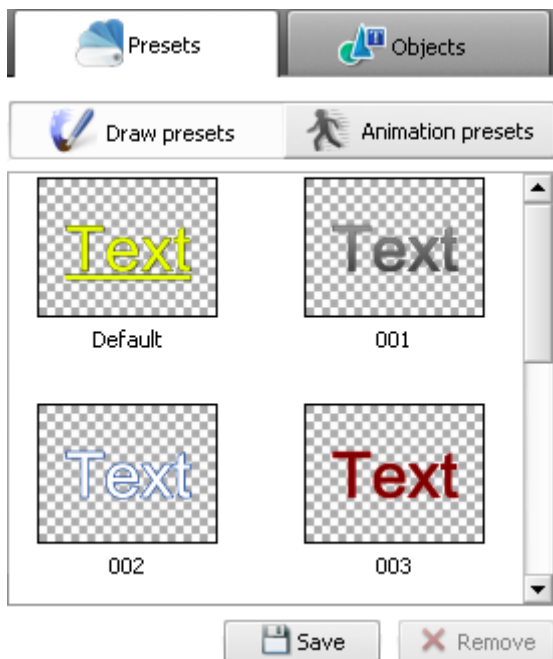 Presets Objects
Draw presets Animation presets
Text Text
Default 001
Text Text
002 003
Save Remove